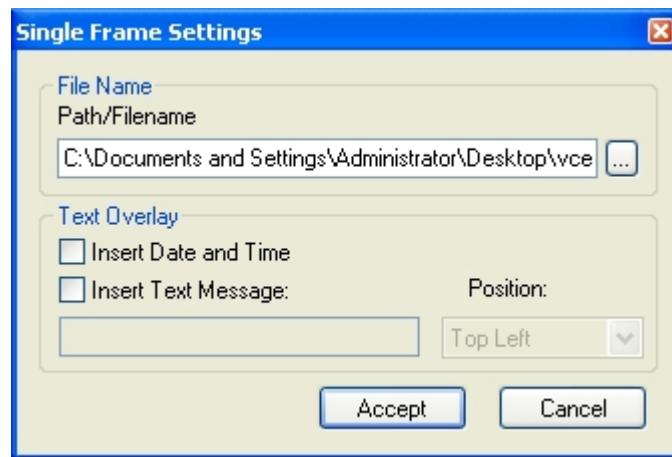 Single Frame Settings
File Name
Path/Filename
C:\Documents and Settings\Administrator\Desktop\vce
...
Text Overlay
Insert Date and Time
Insert Text Message:
Position:
Top Left
Accept
Cancel